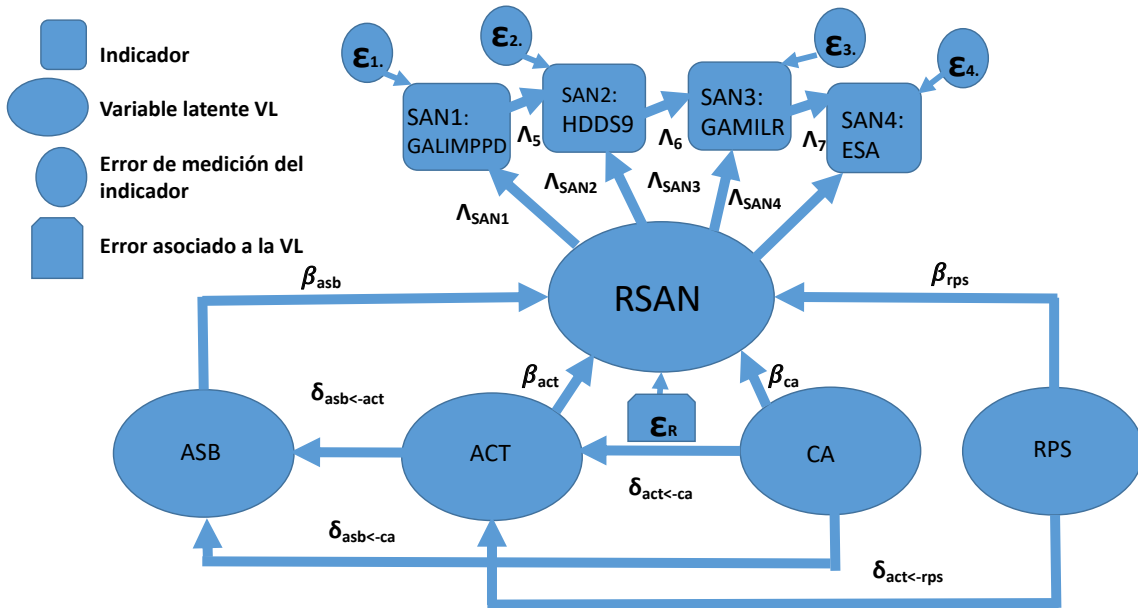 Indicador
Variable latente VL
Error de medición del
indicador
Error asociado a la VL
ε1.
ε2.
ε3.
ε4.
SAN1:
GALIMPPD
SAN2:
HDDS9
SAN3:
GAMILR
SAN4:
ESA
Λ5
Λ6
Λ7
ΛSAN1
ΛSAN2
ΛSAN3
ΛSAN4
RSAN
βasb
βrps
βact
βca
δasb<-act
εR
ASB
ACT
CA
RPS
δact<-ca
δasb<-ca
δact<-rps